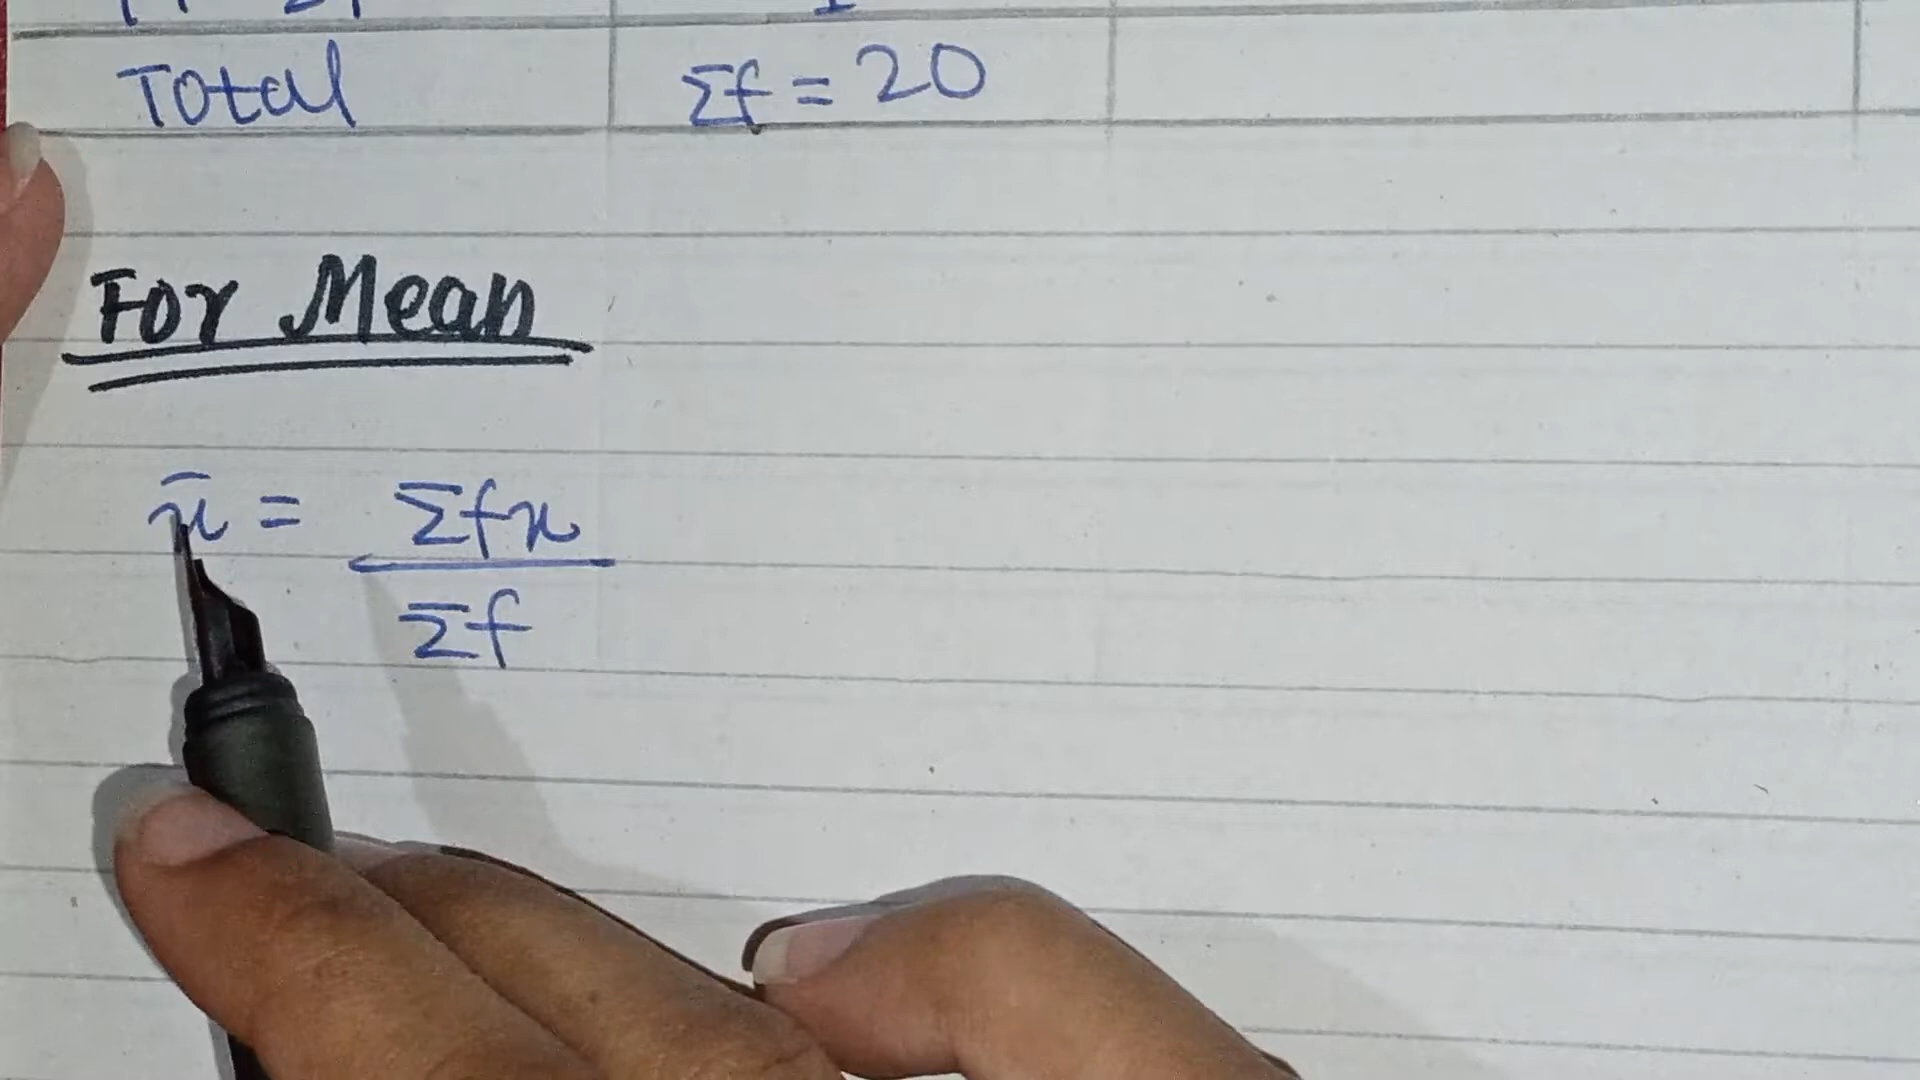 Total Σf = 20
For Mean
x̄ = Σfx
Σf